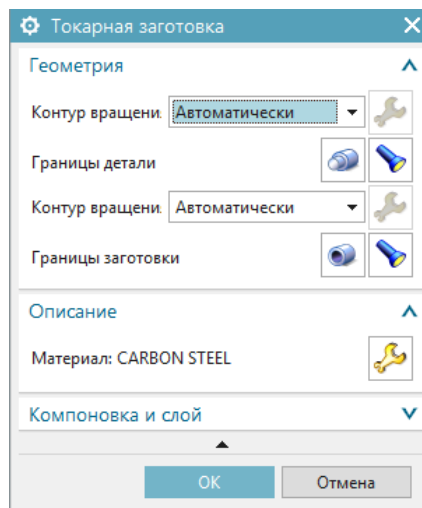 Токарная заготовка
Геометрия
Контур вращени: Автоматически
Границы детали
Контур вращени: Автоматически
Границы заготовки
Описание
Материал: CARBON STEEL
Компоновка и слой
OK Отмена